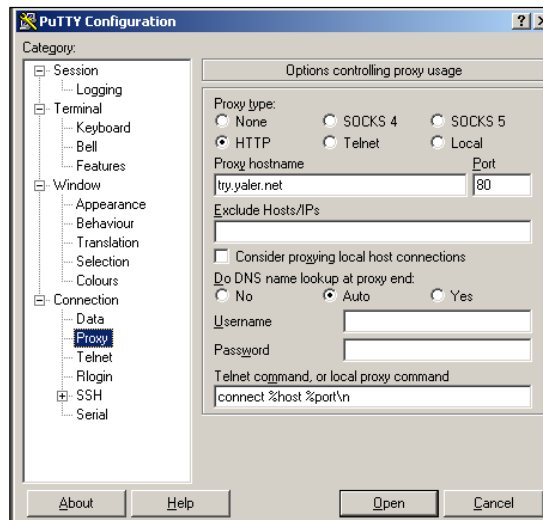 PuTTY Configuration
Category:
Session
Logging
Terminal
Keyboard
Bell
Features
Window
Appearance
Behaviour
Translation
Selection
Colours
Connection
Data
Proxy
Telnet
Rlogin
SSH
Serial
Options controlling proxy usage
Proxy type:
None SOCKS 4 SOCKS 5
HTTP Telnet Local
Proxy hostname Port
try.yaler.net 80
Exclude Hosts/IPs
Consider proxying local host connections
Do DNS name lookup at proxy end:
No Auto Yes
Username
Password
Telnet command, or local proxy command
connect %host %port\n
About Help Open Cancel